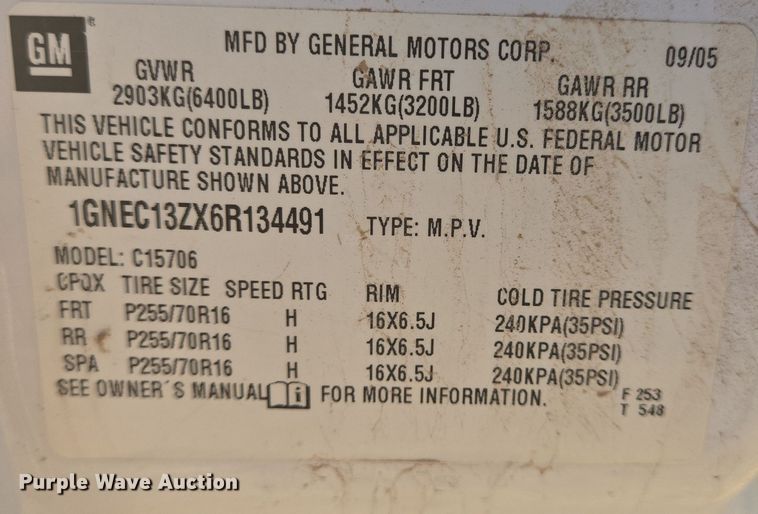 GM
MFD BY GENERAL MOTORS CORP. 09/05
GVWR GAWR FRT GAWR RR
2903KG(6400LB) 1452KG(3200LB) 1588KG(3500LB)
THIS VEHICLE CONFORMS TO ALL APPLICABLE U.S. FEDERAL MOTOR
VEHICLE SAFETY STANDARDS IN EFFECT ON THE DATE OF
MANUFACTURE SHOWN ABOVE.
1GNEC13ZX6R134491 TYPE: M.P.V.
MODEL: C15706
CPQX TIRE SIZE SPEED RTG RIM COLD TIRE PRESSURE
FRT P255/70R16 H 16X6.5J 240KPA(35PSI)
RR P255/70R16 H 16X6.5J 240KPA(35PSI)
SPA P255/70R16 H 16X6.5J 240KPA(35PSI)
SEE OWNER´S MANUAL i FOR MORE INFORMATION. F 253
T 548
Purple Wave Auction